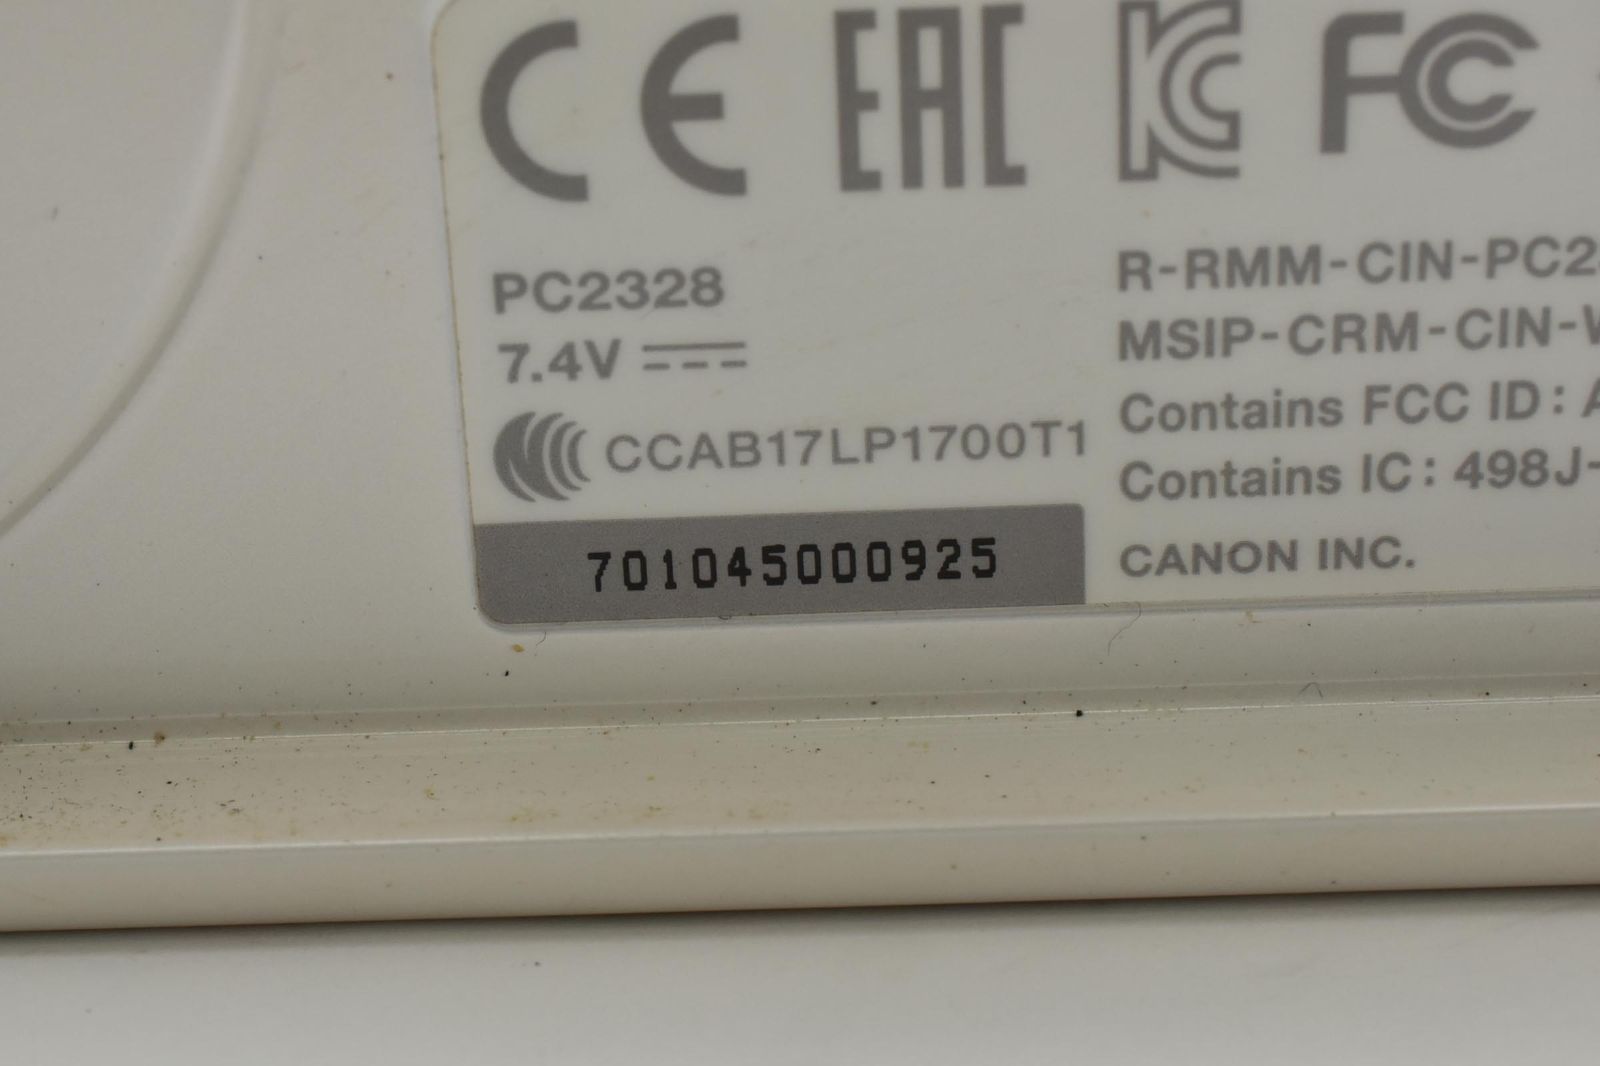 CE EAC KC FC
PC2328
7.4V
CCAB17LP1700T1
701045000925
R-RMM-CIN-PC2
MSIP-CRM-CIN-
Contains FCC ID: A
Contains IC: 498J-
CANON INC.